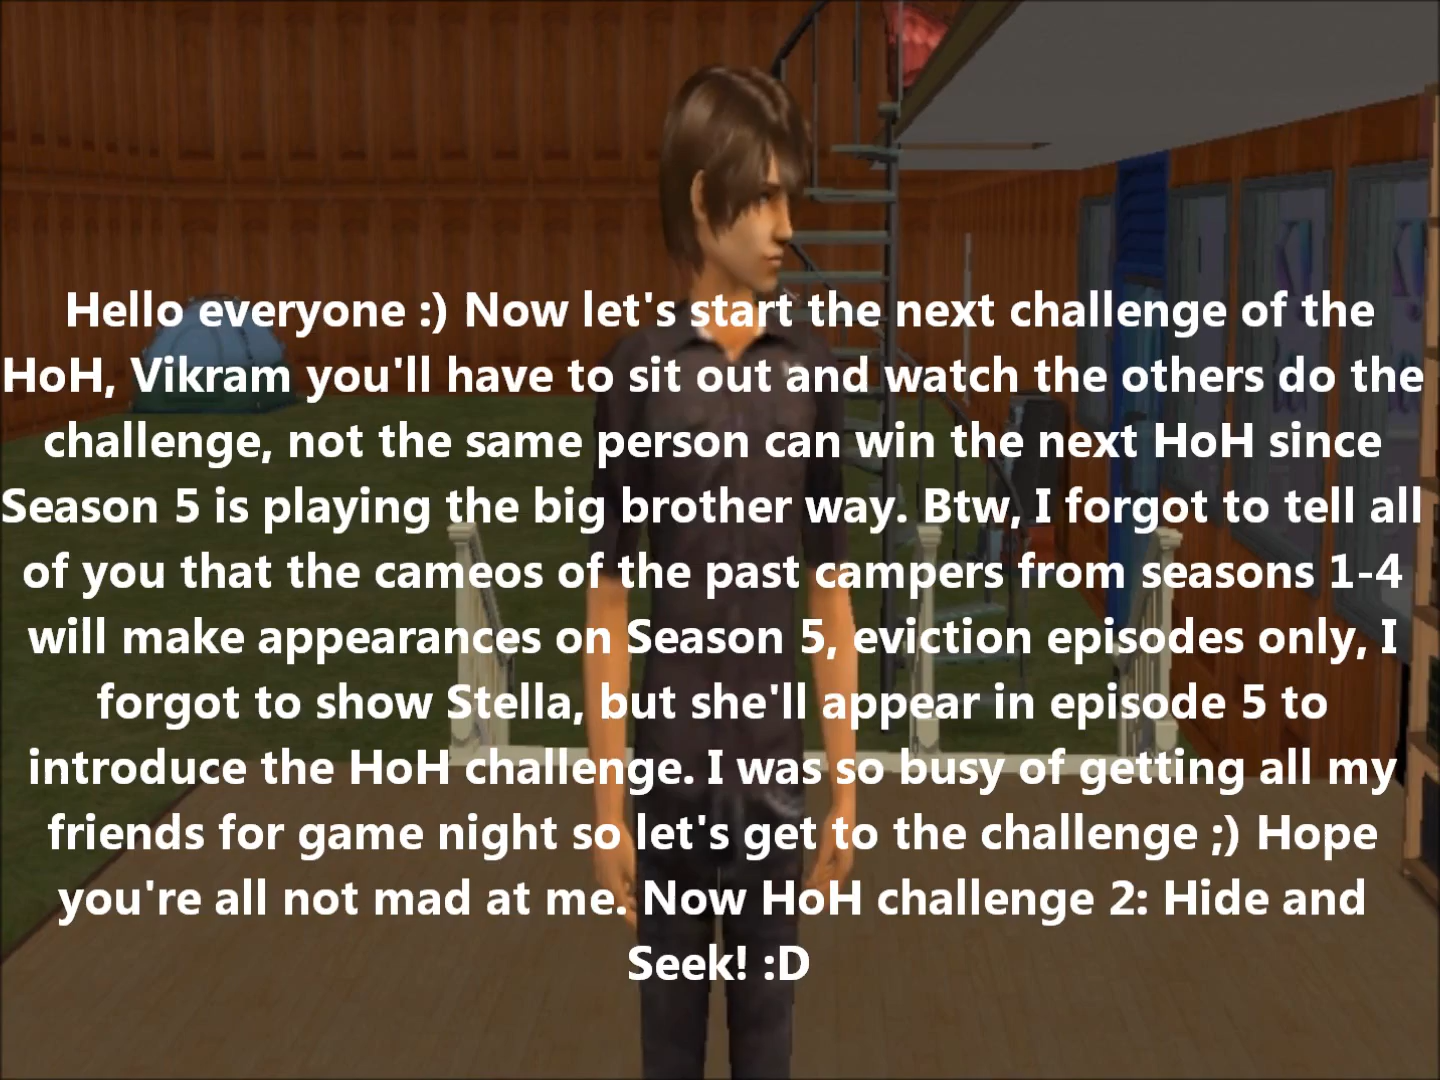 Hello everyone :) Now let's start the next challenge of the
HoH, Vikram you'll have to sit out and watch the others do the
challenge, not the same person can win the next HoH since
Season 5 is playing the big brother way. Btw, I forgot to tell all
of you that the cameos of the past campers from seasons 1-4
will make appearances on Season 5, eviction episodes only, I
forgot to show Stella, but she'll appear in episode 5 to
introduce the HoH challenge. I was so busy of getting all my
friends for game night so let's get to the challenge ;) Hope
you're all not mad at me. Now HoH challenge 2: Hide and
Seek! :D